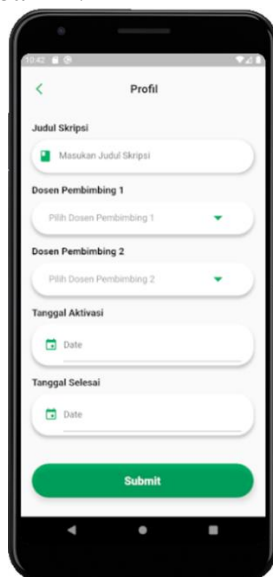 10:42
Profil
Judul Skripsi
Masukan Judul Skripsi
Dosen Pembimbing 1
Pilih Dosen Pembimbing 1
Dosen Pembimbing 2
Pilih Dosen Pembimbing 2
Tanggal Aktivasi
Date
Tanggal Selesai
Date
Submit